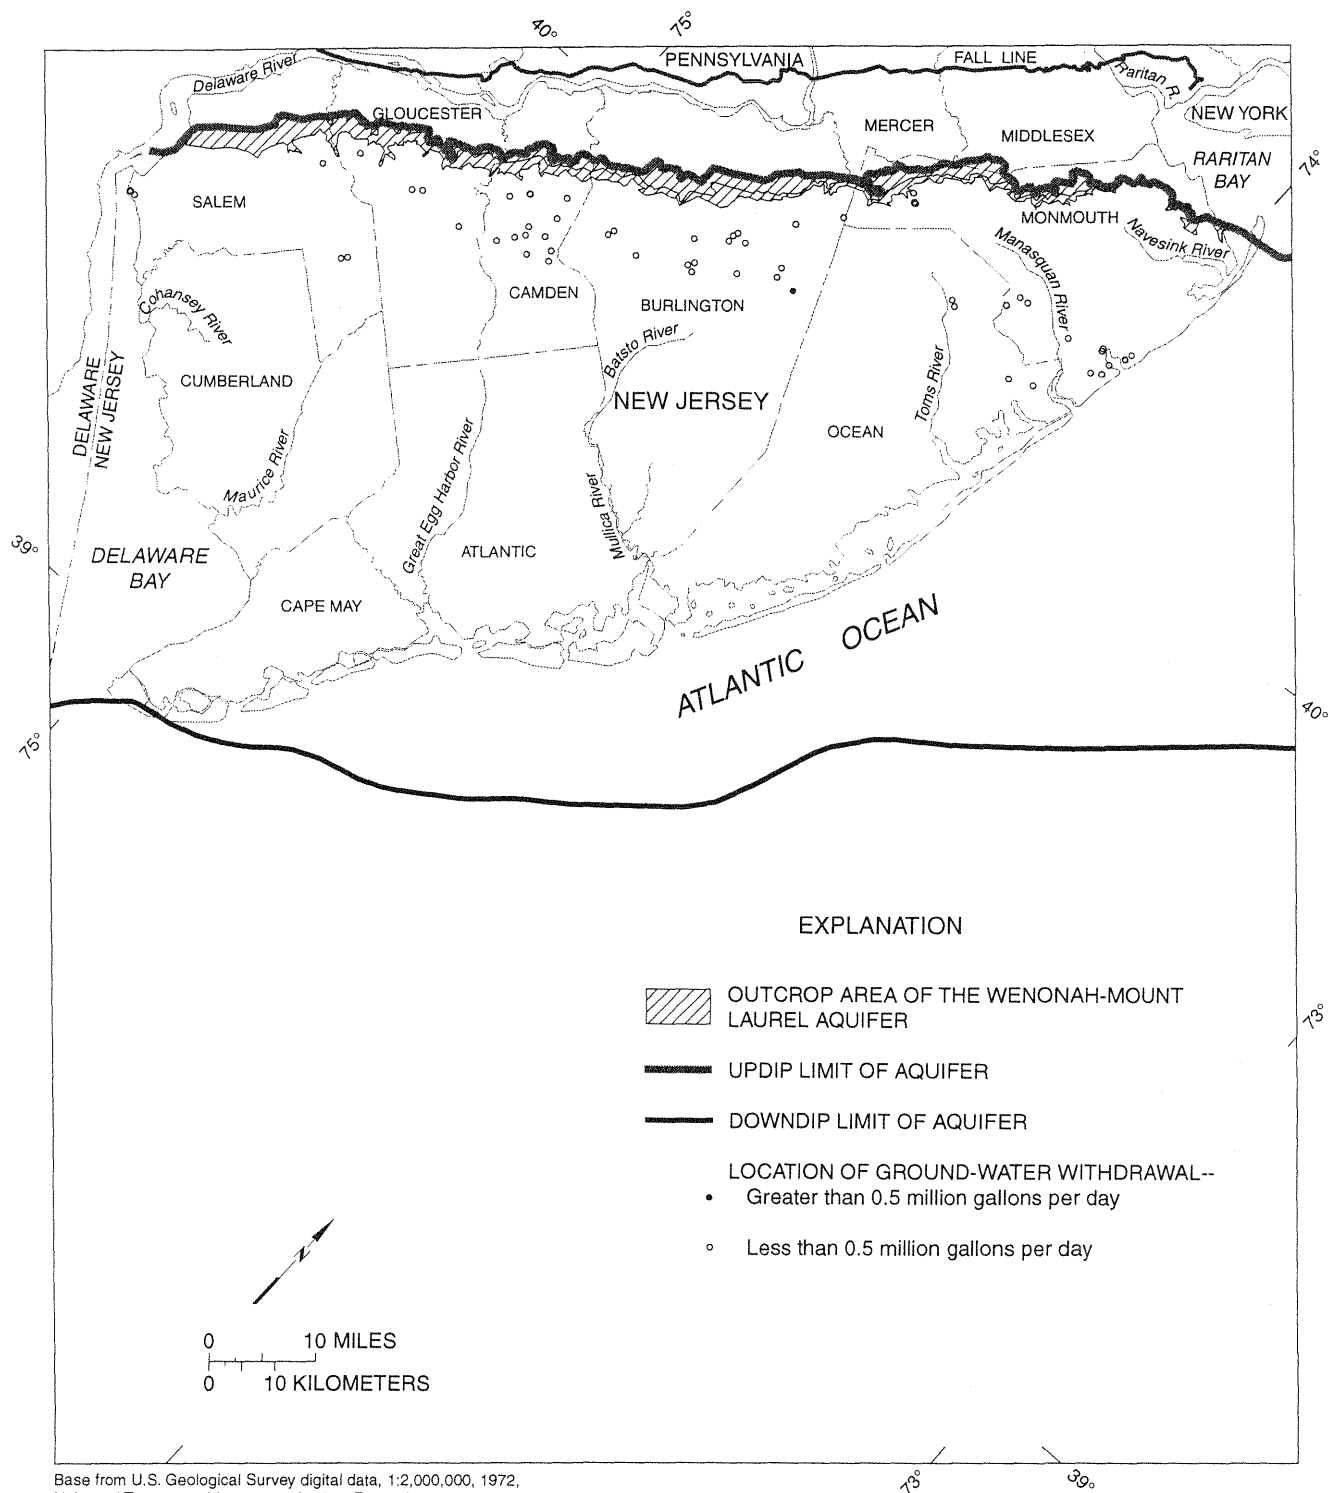 40°
75°
PENNSYLVANIA
FALL LINE
Delaware River
Raritan R.
GLOUCESTER
NEW YORK
MERCER
MIDDLESEX
RARITAN
BAY
74°
SALEM
MONMOUTH
Navesink River
Manasquan River
CAMDEN
BURLINGTON
Cohansey River
Batsto River
DELAWARE
NEW JERSEY
CUMBERLAND
NEW JERSEY
Toms River
OCEAN
Maurice River
Great Egg Harbor River
Mullica River
39°
DELAWARE
BAY
ATLANTIC
CAPE MAY
ATLANTIC OCEAN
40°
75°
EXPLANATION
OUTCROP AREA OF THE WENONAH-MOUNT
LAUREL AQUIFER
73°
UPDIP LIMIT OF AQUIFER
DOWNDIP LIMIT OF AQUIFER
LOCATION OF GROUND-WATER WITHDRAWAL--
Greater than 0.5 million gallons per day
Less than 0.5 million gallons per day
N
0 10 MILES
0 10 KILOMETERS
Base from U.S. Geological Survey digital data, 1:2,000,000, 1972,
73°
39°